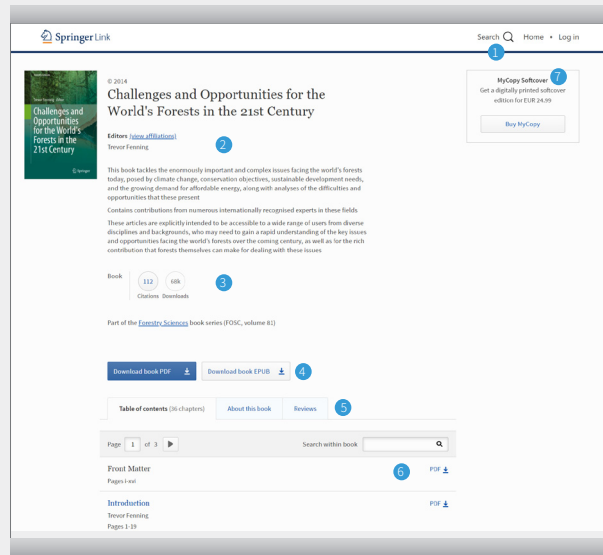 Springer Link
Search Home • Log in
1
7
MyCopy Softcover
Get a digitally printed softcover
edition for EUR 24.99
Buy MyCopy
Challenges and
Opportunities
for the World's
Forests in the
21st Century
Springer
© 2014
Challenges and Opportunities for the
World's Forests in the 21st Century
Editors (view affiliations)
Trevor Fenning
2
This book tackles the enormously important and complex issues facing the world's forests
today, posed by climate change, conservation objectives, sustainable development needs,
and the growing demand for affordable energy, along with analyses of the difficulties and
opportunities that these present
Contains contributions from numerous internationally recognised experts in these fields
These articles are explicitly intended to be accessible to a wide range of users from diverse
disciplines and backgrounds, who may need to gain a rapid understanding of the key issues
and opportunities facing the world's forests over the coming century, as well as for the rich
contribution that forests themselves can make for dealing with these issues
Book
112 68k
Citations Downloads
3
Part of the Forestry Sciences book series (FOSC, volume 81)
Download book PDF Download book EPUB 4
Table of contents (36 chapters) About this book Reviews 5
Page 1 of 3 Search within book
Front Matter 6 PDF
Pages i-xvi
Introduction PDF
Trevor Fenning
Pages 1-19